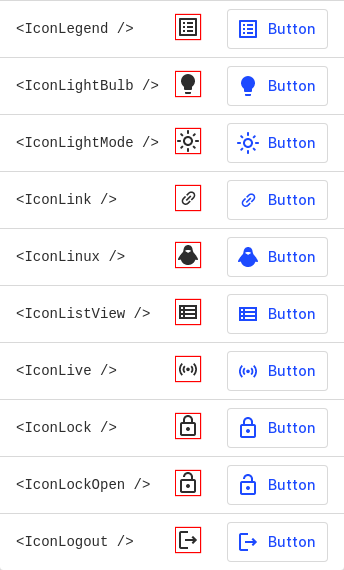 <IconLegend /> Button
<IconLightBulb /> Button
<IconLightMode /> Button
<IconLink /> Button
<IconLinux /> Button
<IconListView /> Button
<IconLive /> Button
<IconLock /> Button
<IconLockOpen /> Button
<IconLogout /> Button